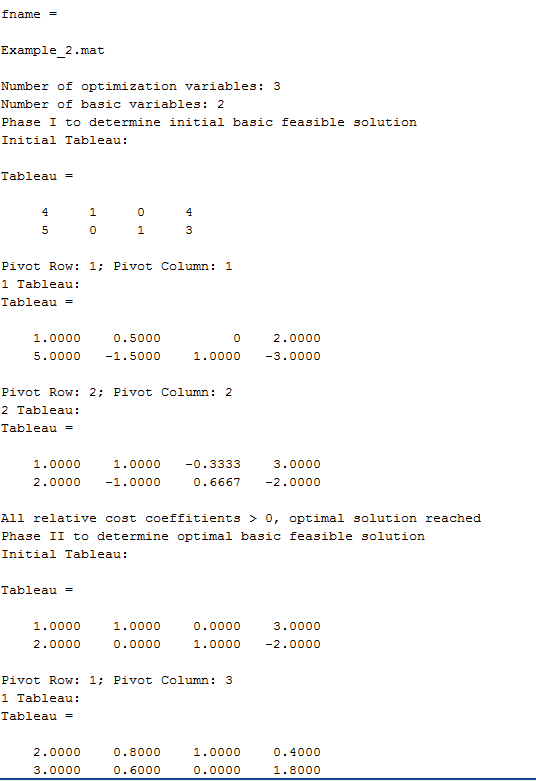 fname =
Example_2.mat
Number of optimization variables: 3
Number of basic variables: 2
Phase I to determine initial basic feasible solution
Initial Tableau:
Tableau =
4 1 0 4
5 0 1 3
Pivot Row: 1; Pivot Column: 1
1 Tableau:
Tableau =
1.0000 0.5000 0 2.0000
5.0000 -1.5000 1.0000 -3.0000
Pivot Row: 2; Pivot Column: 2
2 Tableau:
Tableau =
1.0000 1.0000 -0.3333 3.0000
2.0000 -1.0000 0.6667 -2.0000
All relative cost coeffitients > 0, optimal solution reached
Phase II to determine optimal basic feasible solution
Initial Tableau:
Tableau =
1.0000 1.0000 0.0000 3.0000
2.0000 0.0000 1.0000 -2.0000
Pivot Row: 1; Pivot Column: 3
1 Tableau:
Tableau =
2.0000 0.8000 1.0000 0.4000
3.0000 0.6000 0.0000 1.8000